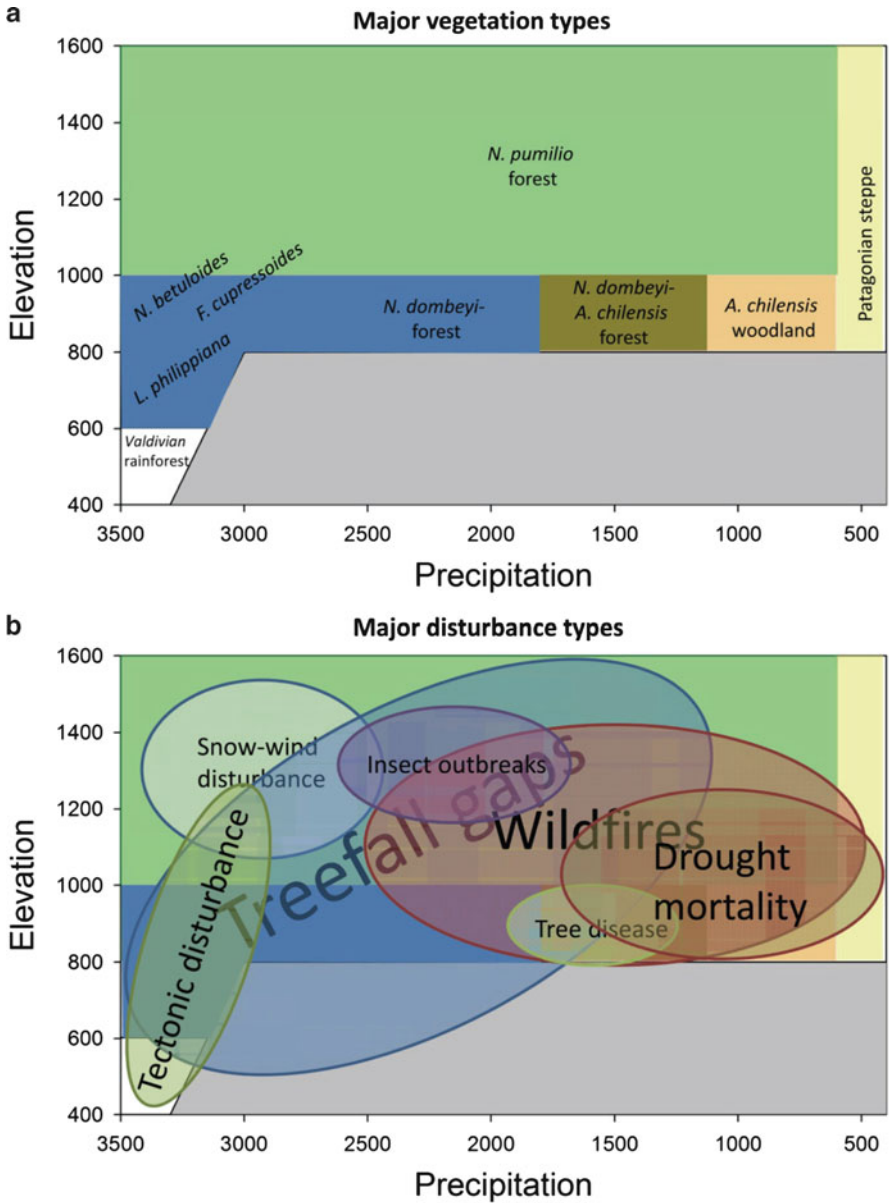 a
Major vegetation types
1600
1400
1200
1000
800
600
400
Elevation
N. pumilio
forest
Patagonian steppe
N. betuloides
F. cupressoides
L. philippiana
N. dombeyi-
forest
N. dombeyi-
A. chilensis
forest
A. chilensis
woodland
Valdivian
rainforest
3500 3000 2500 2000 1500 1000 500
Precipitation
b
Major disturbance types
1600
1400
1200
1000
800
600
400
Elevation
Snow-wind
disturbance
Insect outbreaks
Treefall gaps
Wildfires
Drought
mortality
Tree disease
Tectonic disturbance
3500 3000 2500 2000 1500 1000 500
Precipitation